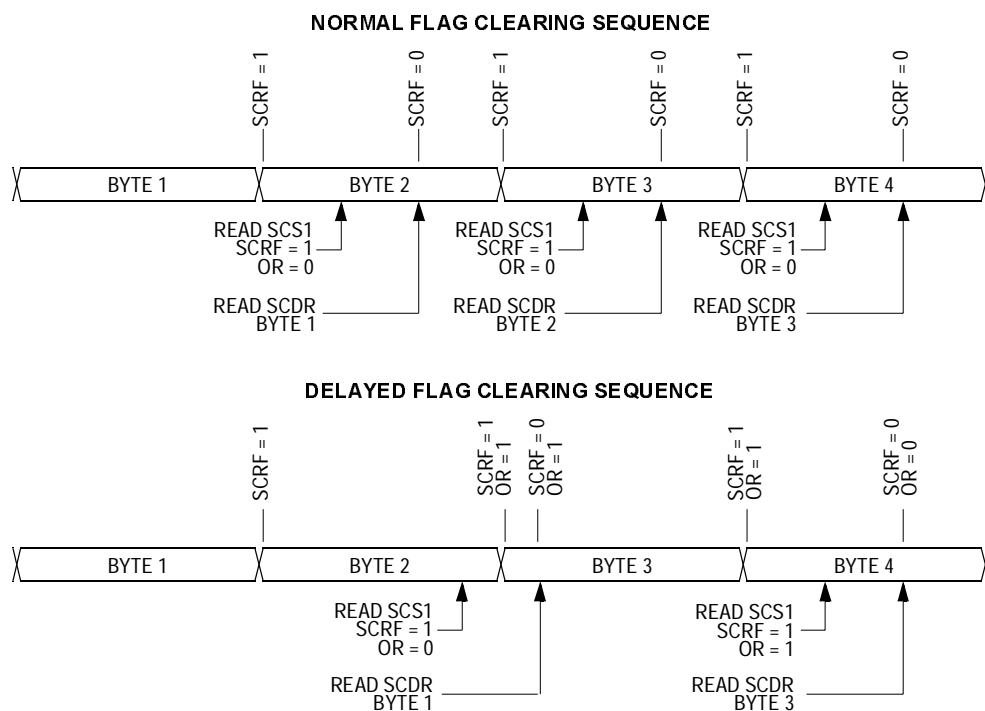 NORMAL FLAG CLEARING SEQUENCE
SCRF = 1
SCRF = 0
SCRF = 1
SCRF = 0
SCRF = 1
SCRF = 0
BYTE 1
BYTE 2
BYTE 3
BYTE 4
READ SCS1
SCRF = 1
OR = 0
READ SCS1
SCRF = 1
OR = 0
READ SCS1
SCRF = 1
OR = 0
READ SCDR
BYTE 1
READ SCDR
BYTE 2
READ SCDR
BYTE 3
DELAYED FLAG CLEARING SEQUENCE
SCRF = 1
SCRF = 1
OR = 1
SCRF = 0
OR = 1
SCRF = 1
OR = 1
SCRF = 0
OR = 0
BYTE 1
BYTE 2
BYTE 3
BYTE 4
READ SCS1
SCRF = 1
OR = 0
READ SCS1
SCRF = 1
OR = 1
READ SCDR
BYTE 1
READ SCDR
BYTE 3